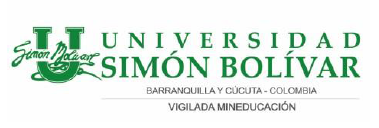 Simón Bolívar
UNIVERSIDAD
SIMÓN BOLÍVAR
BARRANQUILLA Y CÚCUTA - COLOMBIA
VIGILADA MINEDUCACIÓN